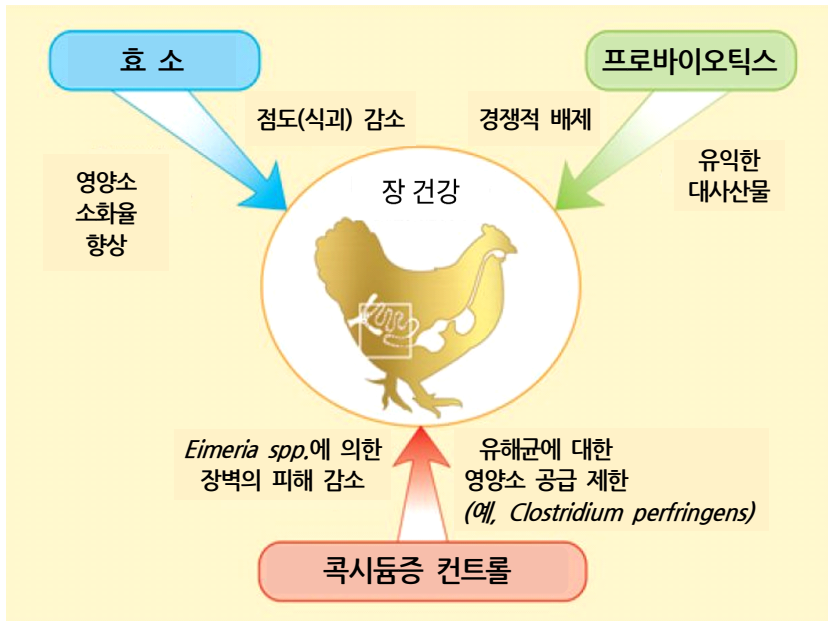 효 소
프로바이오틱스
점도(식괴) 감소
경쟁적 배제
영양소
소화율
향상
유익한
대사산물
장 건강
Eimeria spp.에 의한
장벽의 피해 감소
유해균에 대한
영양소 공급 제한
(예, Clostridium perfringens)
콕시듐증 컨트롤